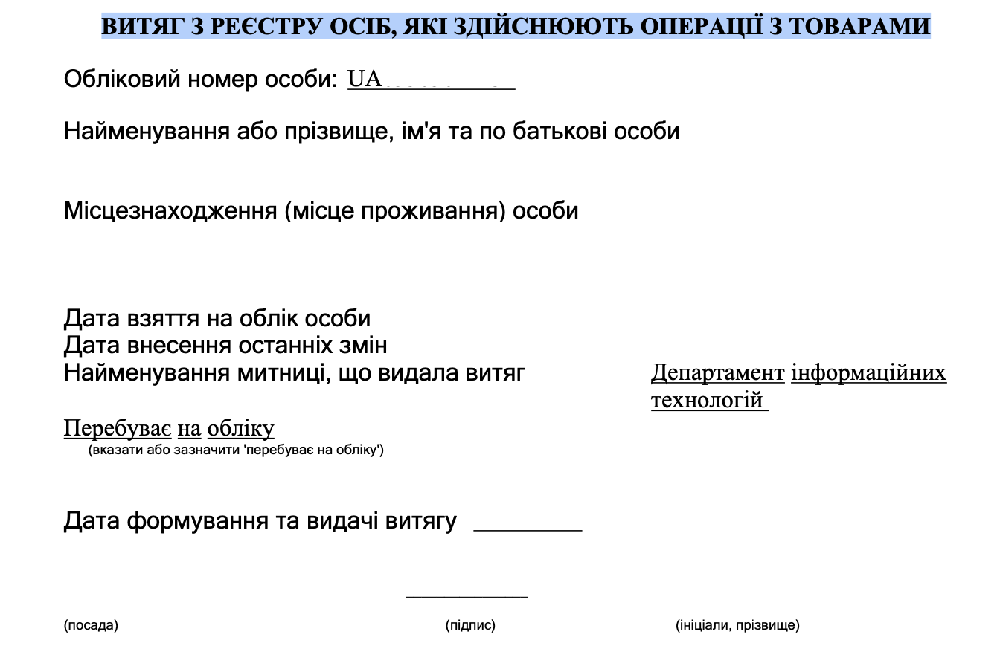 ВИТЯГ З РЕЄСТРУ ОСІБ, ЯКІ ЗДІЙСНЮЮТЬ ОПЕРАЦІЇ З ТОВАРАМИ
Обліковий номер особи: UA
Найменування або прізвище, ім'я та по батькові особи
Місцезнаходження (місце проживання) особи
Дата взяття на облік особи
Дата внесення останніх змін
Найменування митниці, що видала витяг Департамент інформаційних
технологій
Перебуває на обліку
(вказати або зазначити 'перебуває на обліку')
Дата формування та видачі витягу
(посада) (підпис) (ініціали, прізвище)